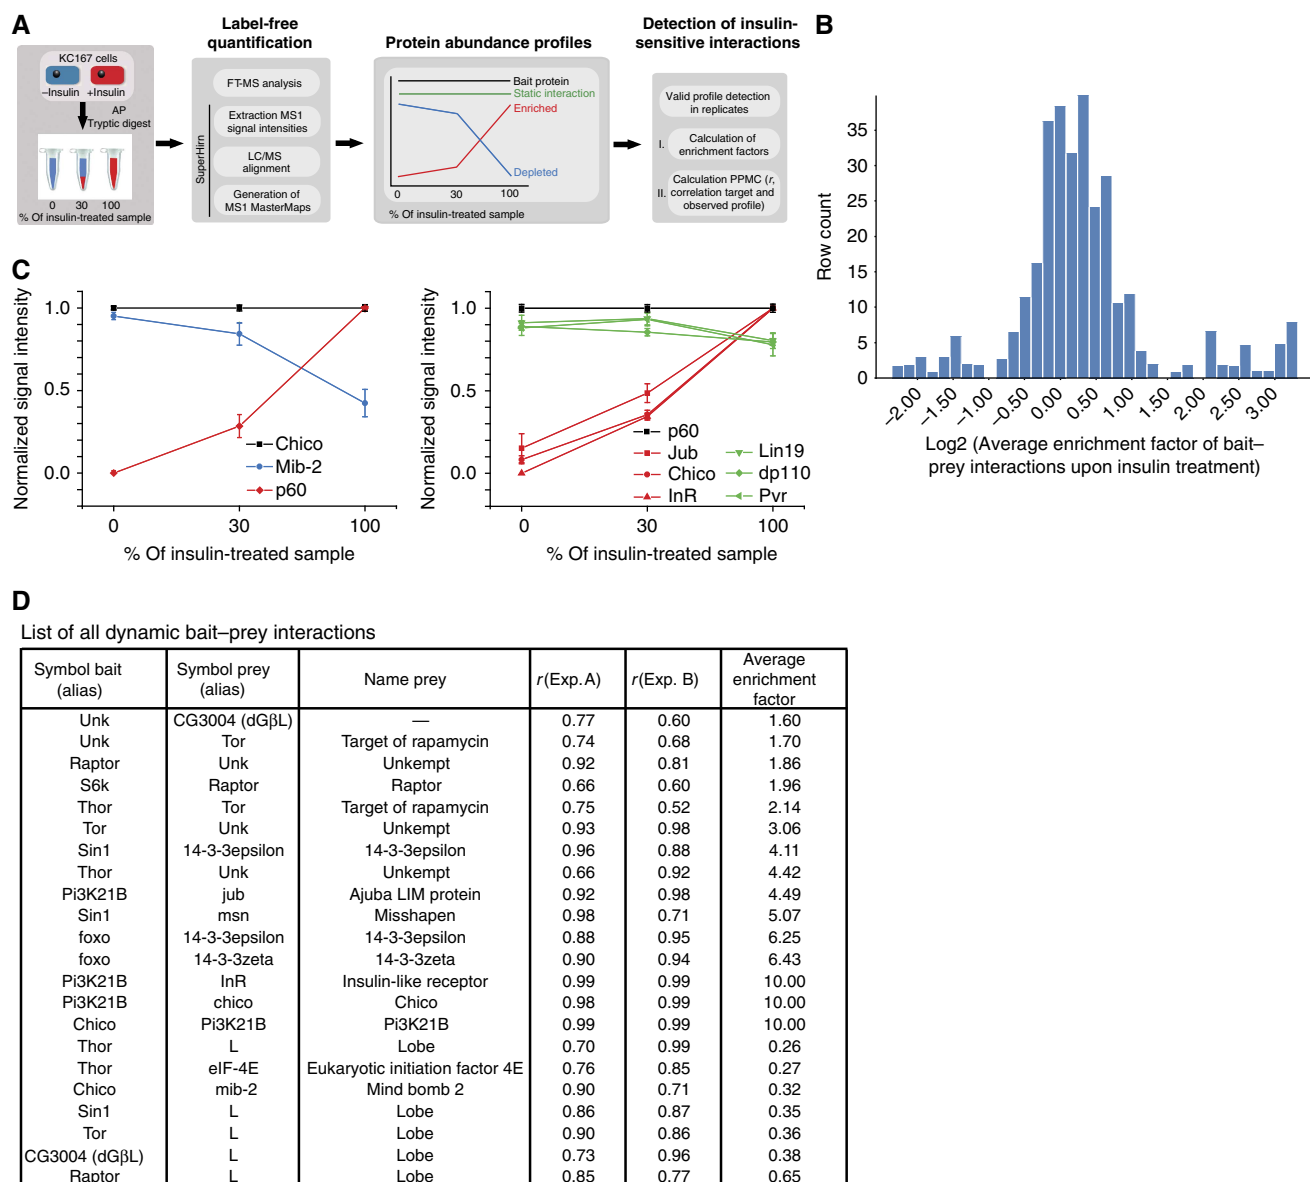 A
KC167 cells
–Insulin +Insulin
AP
Tryptic digest
0 30 100
% Of insulin-treated sample
Label-free
quantification
FT-MS analysis
SuperHirn
Extraction MS1
signal intensities
LC/MS
alignment
Generation of
MS1 MasterMaps
Protein abundance profiles
Bait protein
Static interaction
Enriched
Depleted
0 30 100
% Of insulin-treated sample
Detection of insulin-
sensitive interactions
Valid profile detection
in replicates
I. Calculation of
enrichment factors
II. Calculation PPMC (r,
correlation target and
observed profile)
B
Row count
35
30
25
20
15
10
5
0
–2.00 –1.50 –1.00 –0.50 0.00 0.50 1.00 1.50 2.00 2.50 3.00
Log2 (Average enrichment factor of bait–
prey interactions upon insulin treatment)
C
Normalized signal intensity
1.0
0.5
0.0
Chico
Mib-2
p60
0 30 100
% Of insulin-treated sample
Normalized signal intensity
1.0
0.5
0.0
p60
Jub
Chico
InR
Lin19
dp110
Pvr
0 30 100
% Of insulin-treated sample
D
List of all dynamic bait–prey interactions
Symbol bait (alias) Symbol prey (alias) Name prey r(Exp. A) r(Exp. B) Average enrichment factor
Unk CG3004 (dGβL) — 0.77 0.60 1.60
Unk Tor Target of rapamycin 0.74 0.68 1.70
Raptor Unk Unkempt 0.92 0.81 1.86
S6k Raptor Raptor 0.66 0.60 1.96
Thor Tor Target of rapamycin 0.75 0.52 2.14
Tor Unk Unkempt 0.93 0.98 3.06
Sin1 14-3-3epsilon 14-3-3epsilon 0.96 0.88 4.11
Thor Unk Unkempt 0.66 0.92 4.42
Pi3K21B jub Ajuba LIM protein 0.92 0.98 4.49
Sin1 msn Misshapen 0.98 0.71 5.07
foxo 14-3-3epsilon 14-3-3epsilon 0.88 0.95 6.25
foxo 14-3-3zeta 14-3-3zeta 0.90 0.94 6.43
Pi3K21B InR Insulin-like receptor 0.99 0.99 10.00
Pi3K21B chico Chico 0.98 0.99 10.00
Chico Pi3K21B Pi3K21B 0.99 0.99 10.00
Thor L Lobe 0.70 0.99 0.26
Thor eIF-4E Eukaryotic initiation factor 4E 0.76 0.85 0.27
Chico mib-2 Mind bomb 2 0.90 0.71 0.32
Sin1 L Lobe 0.86 0.87 0.35
Tor L Lobe 0.90 0.86 0.36
CG3004 (dGβL) L Lobe 0.73 0.96 0.38
Raptor L Lobe 0.85 0.77 0.65